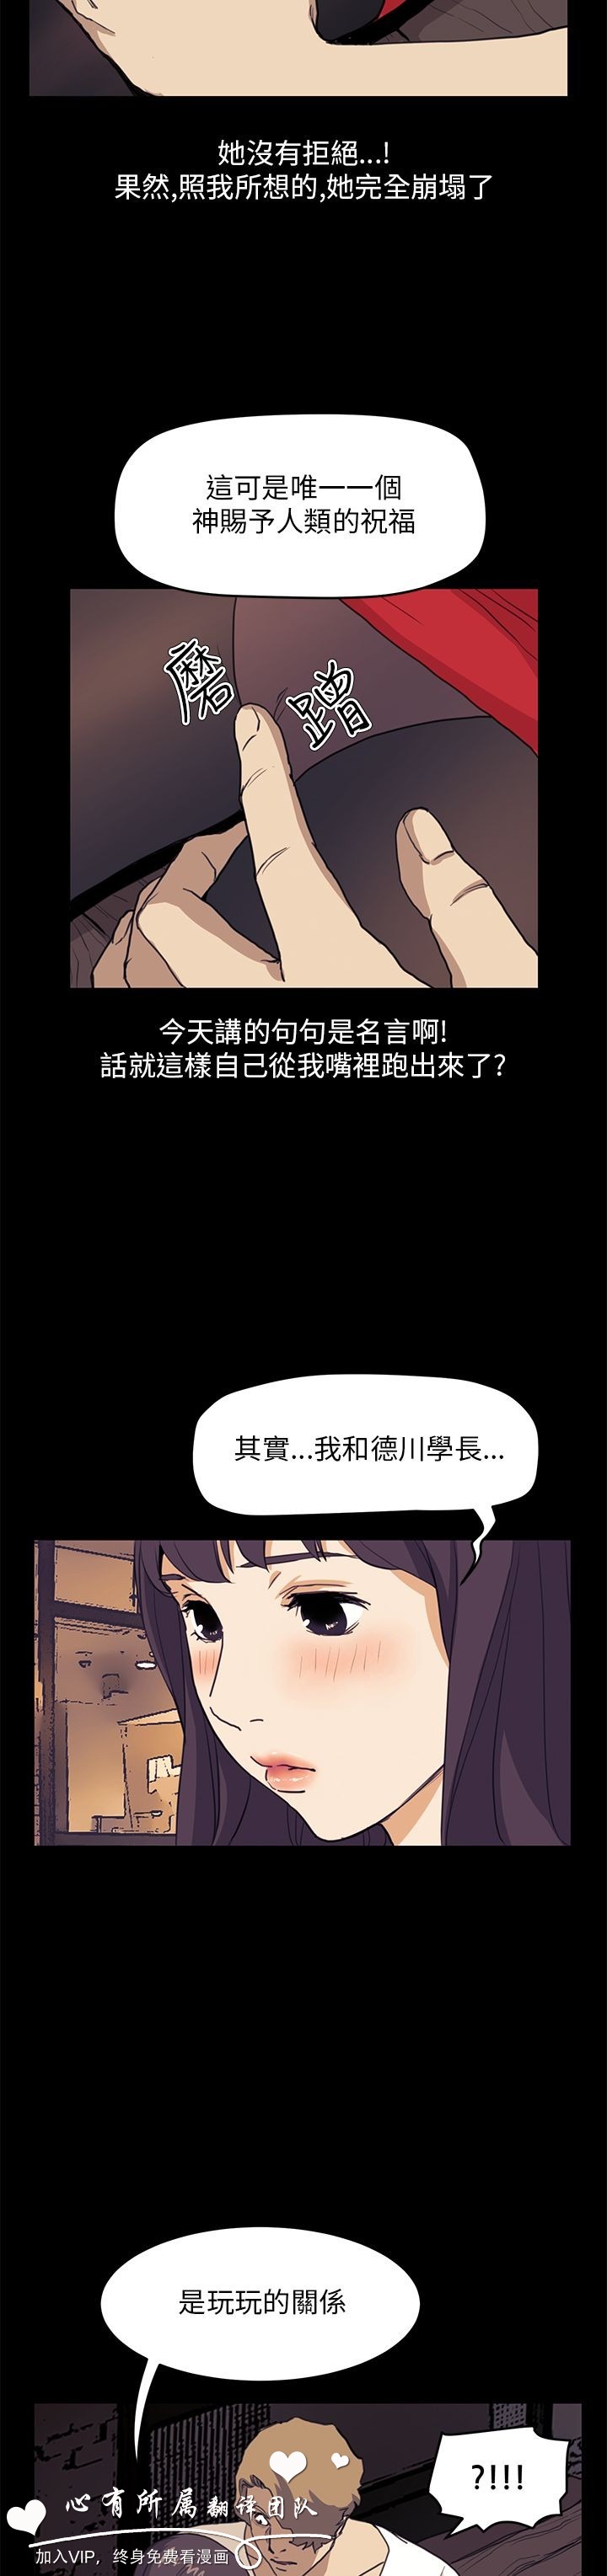 她沒有拒絕...!
果然,照我所想的,她完全崩塌了
這可是唯一一個
神賜予人類的祝福
磨
蹭
今天講的句句是名言啊!
話就這樣自己從我嘴裡跑出來了?
其實...我和德川學長...
是玩玩的關係
?!!!
心有所属翻译团队
加入VIP，终身免费看漫画